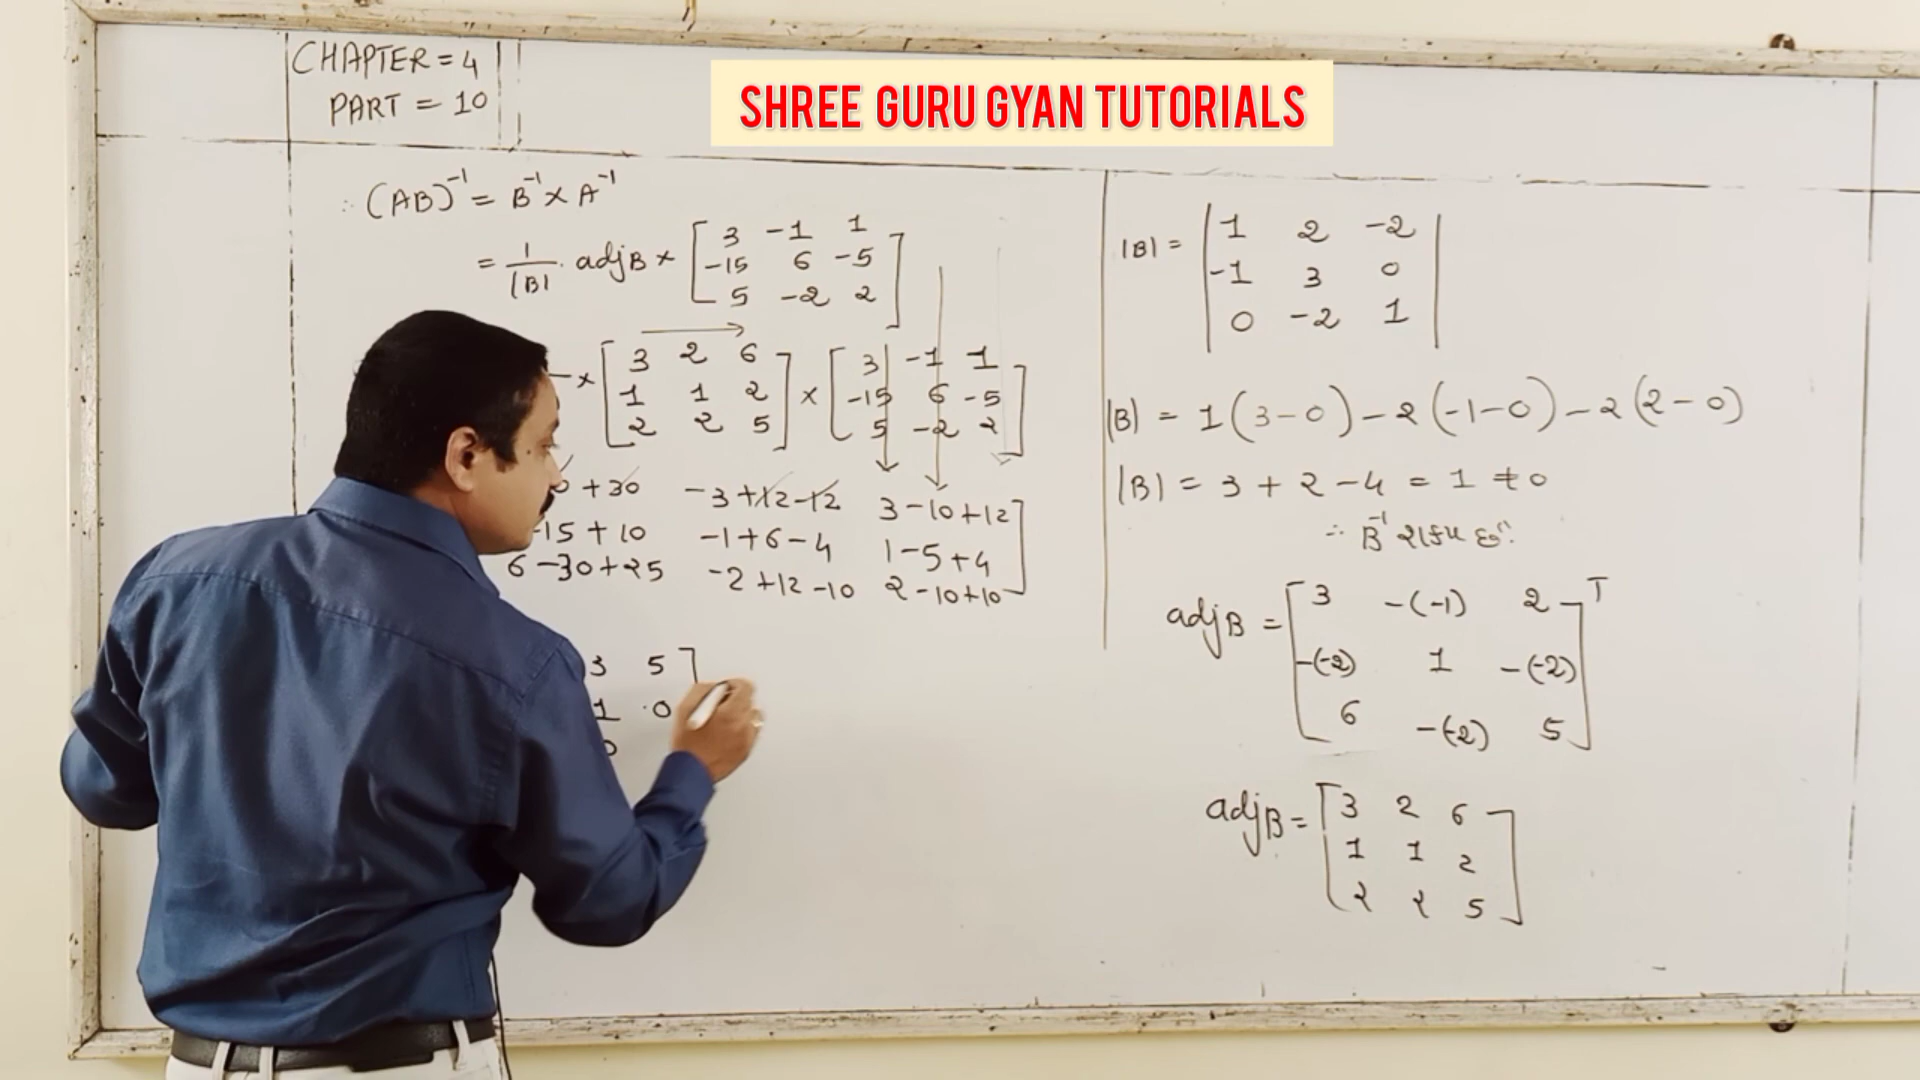 CHAPTER = 4
PART = 10
SHREE GURU GYAN TUTORIALS
∴ (AB)⁻¹ = B⁻¹ × A⁻¹
= 1/|B| · adjB × [3 -1 1
-15 6 -5
5 -2 2]
× [3 2 6
1 1 2
2 2 5] × [3 -1 1
-15 6 -5
5 -2 2]
+30 -3+12-12 3-10+12
15+10 -1+6-4 1-5+4
6-30+25 -2+12-10 2-10+10]
3 5]
1 0
0
|B| = |1 2 -2
-1 3 0
0 -2 1|
|B| = 1(3-0) -2(-1-0) -2(2-0)
|B| = 3+2-4 = 1 ≠ 0
∴ B⁻¹ શક્ય છે.
adjB = [3 -(-1) 2
-(-2) 1 -(-2)
6 -(-2) 5]ᵀ
adjB = [3 2 6
1 1 2
2 2 5]